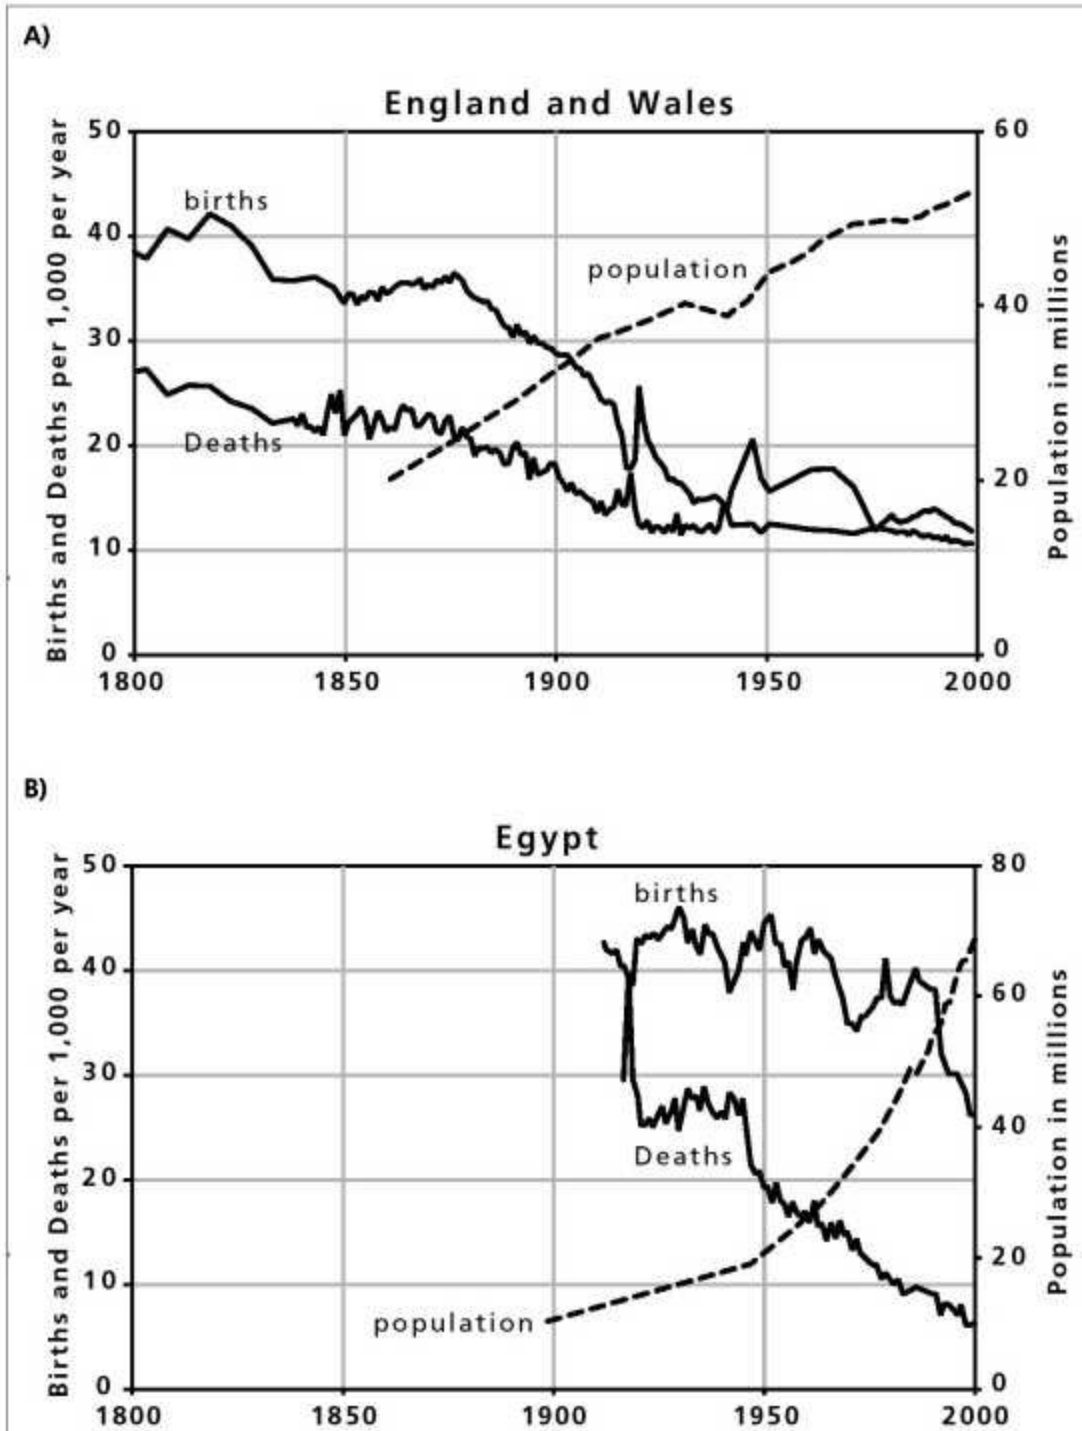 A)
England and Wales
Births and Deaths per 1,000 per year
50
40
30
20
10
0
births
Deaths
population
60
40
20
0
Population in millions
1800 1850 1900 1950 2000
B)
Egypt
Births and Deaths per 1,000 per year
50
40
30
20
10
0
births
Deaths
population
80
60
40
20
0
Population in millions
1800 1850 1900 1950 2000